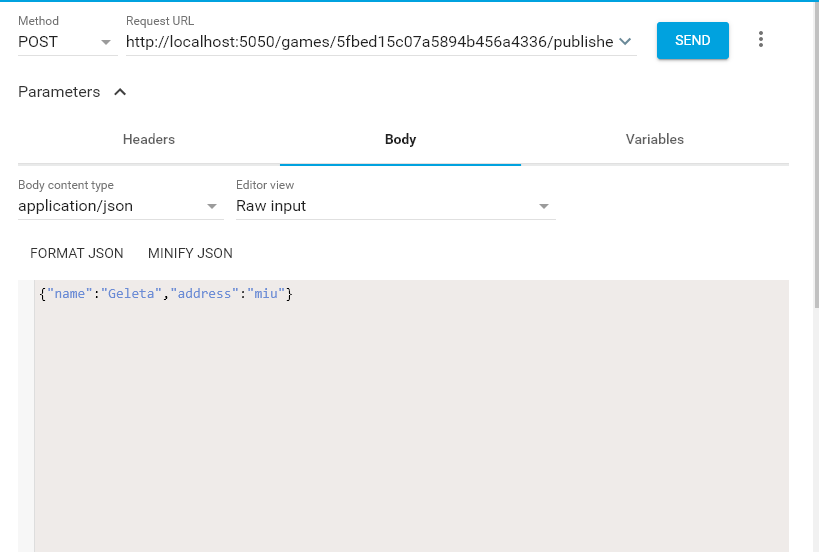 Method
Request URL
POST
http://localhost:5050/games/5fbed15c07a5894b456a4336/publishe
SEND
Parameters
Headers
Body
Variables
Body content type
Editor view
application/json
Raw input
FORMAT JSON
MINIFY JSON
{"name":"Geleta","address":"miu"}